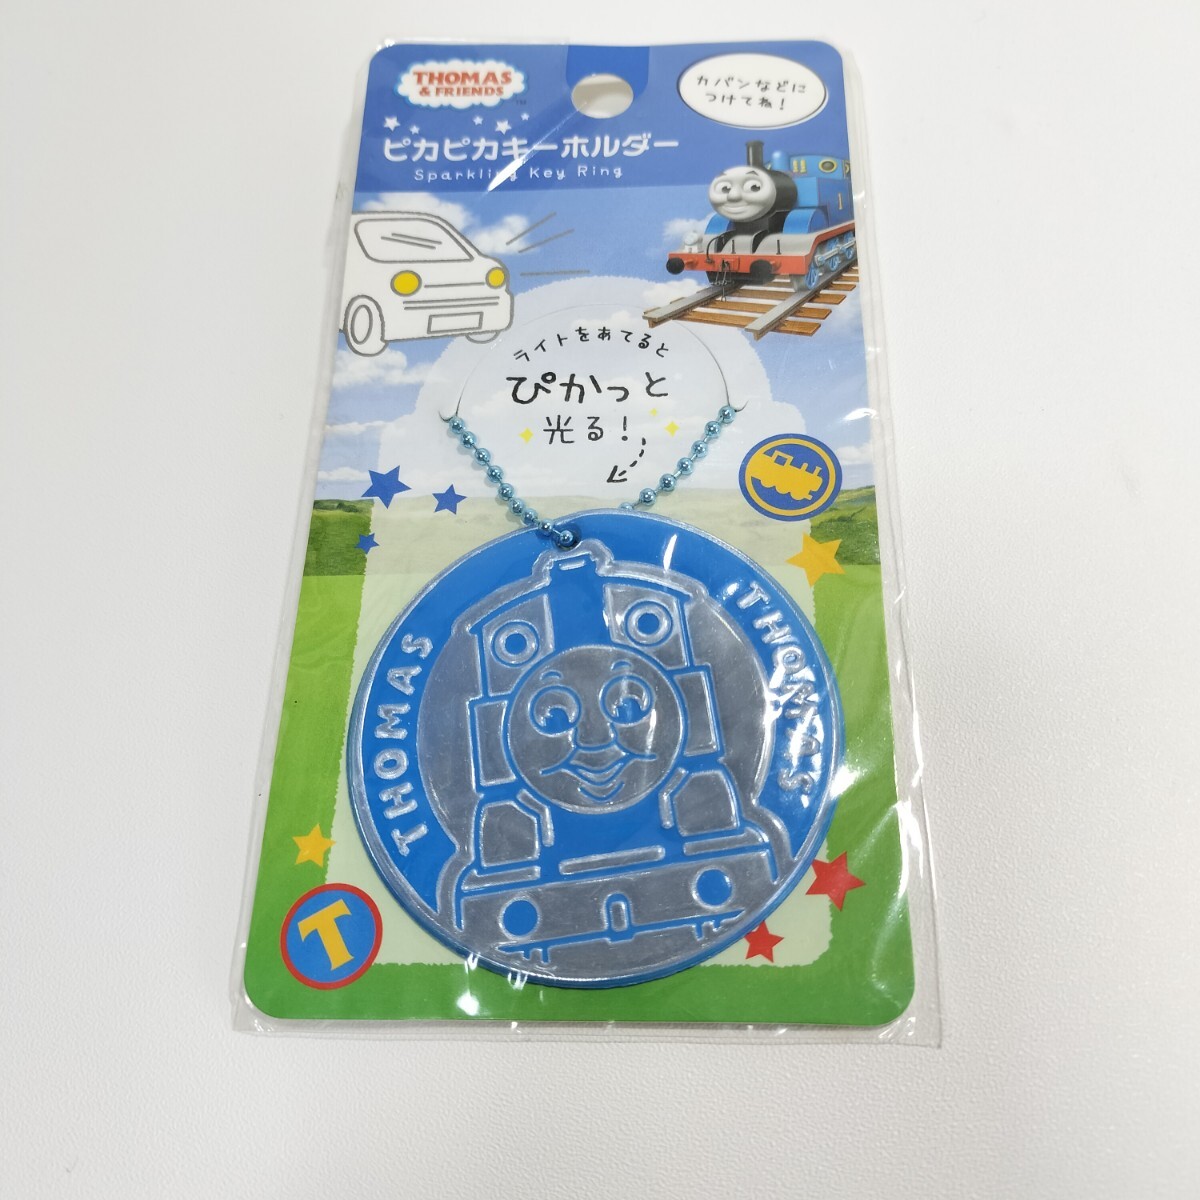 THOMAS
& FRIENDS™
カバンなどに
つけてね!
ピカピカキーホルダー
Sparkling Key Ring
ライトをあてると
ぴかっと
光る!
THOMAS
THOMAS
T